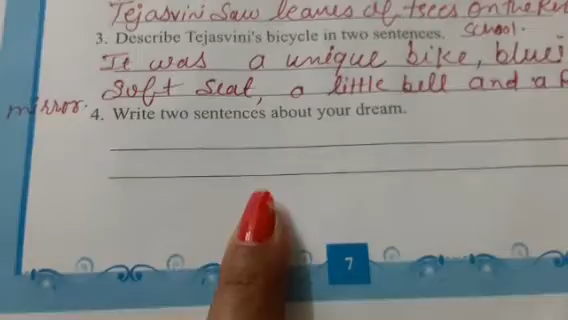 Tejasvini saw leaves of trees on the
school.
3. Describe Tejasvini's bicycle in two sentences.
It was a unique bike,
Soft seat, a little bell and a
mirror.
4. Write two sentences about your dream.
7